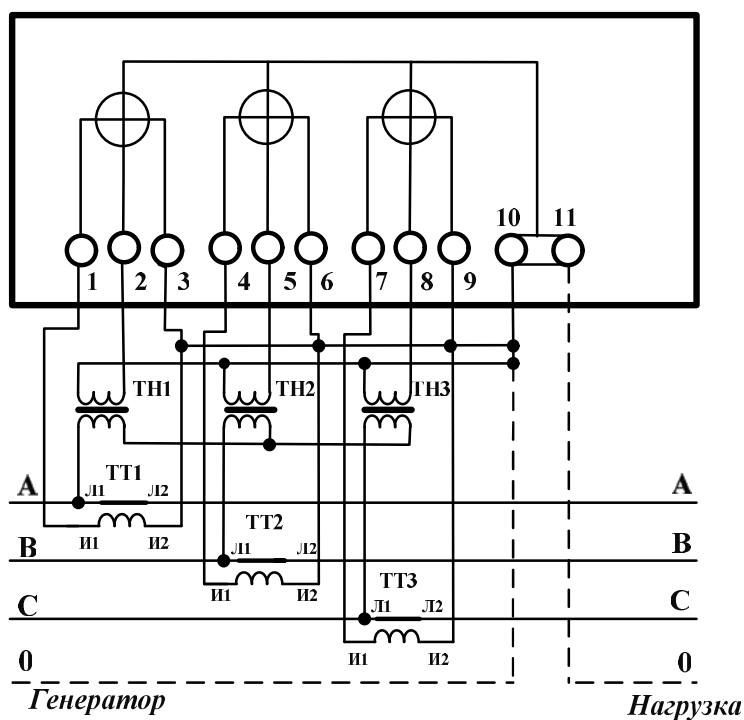 10 11
1 2 3 4 5 6 7 8 9
ТН1 ТН2 ТН3
ТТ1
А Л1 Л2 А
И1 И2
ТТ2
В Л1 Л2 В
И1 И2
ТТ3
С Л1 Л2 С
И1 И2
0 0
Генератор Нагрузка